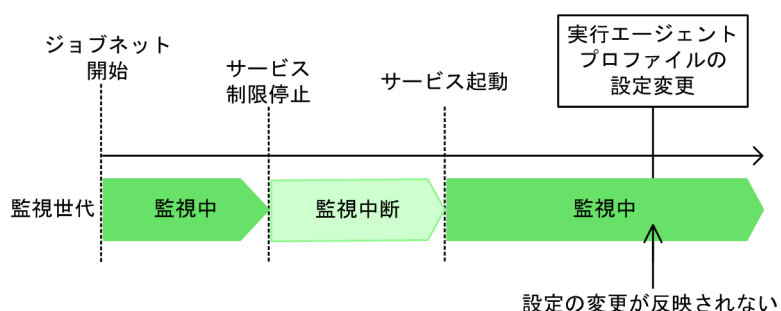 ジョブネット
開始
サービス
制限停止
サービス起動
実行エージェント
プロファイルの
設定変更
監視世代
監視中
監視中断
監視中
設定の変更が反映されない